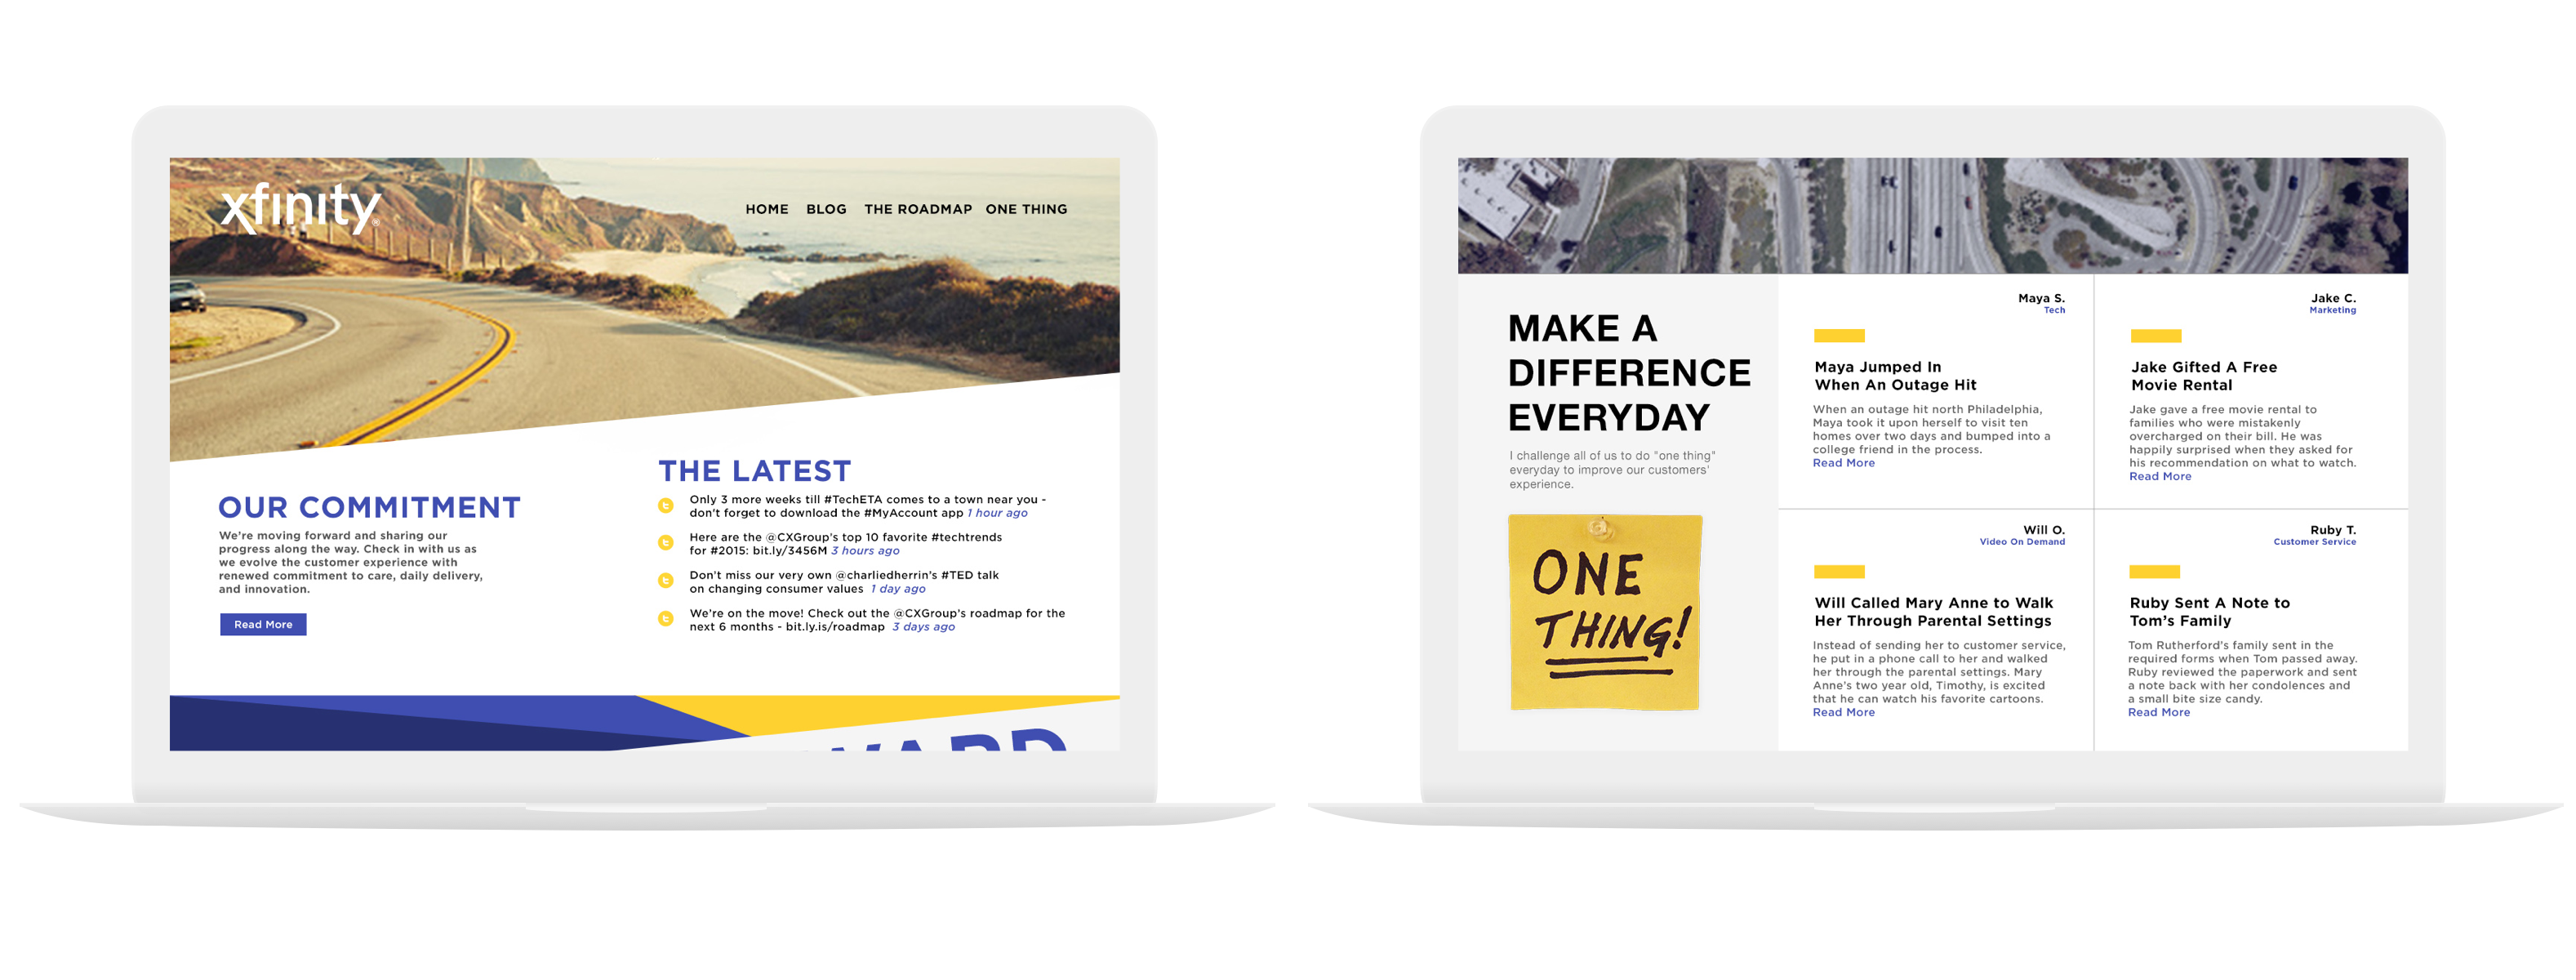 xfinity®
HOME BLOG THE ROADMAP ONE THING
OUR COMMITMENT
We're moving forward and sharing our
progress along the way. Check in with us as
we evolve the customer experience with
renewed commitment to care, daily delivery,
and innovation.
Read More
THE LATEST
Only 3 more weeks till #TechETA comes to a town near you -
don't forget to download the #MyAccount app 1 hour ago
Here are the @CXGroup's top 10 favorite #techtrends
for #2015: bit.ly/3456M 3 hours ago
Don't miss our very own @charliedherrin's #TED talk
on changing consumer values 1 day ago
We're on the move! Check out the @CXGroup's roadmap for the
next 6 months - bit.ly.is/roadmap 3 days ago
MAKE A
DIFFERENCE
EVERYDAY
I challenge all of us to do "one thing"
everyday to improve our customers'
experience.
ONE
THING!
Maya S.
Tech
Maya Jumped In
When An Outage Hit
When an outage hit north Philadelphia,
Maya took it upon herself to visit ten
homes over two days and bumped into a
college friend in the process.
Read More
Jake C.
Marketing
Jake Gifted A Free
Movie Rental
Jake gave a free movie rental to
families who were mistakenly
overcharged on their bill. He was
happily surprised when they asked for
his recommendation on what to watch.
Read More
Will O.
Video On Demand
Will Called Mary Anne to Walk
Her Through Parental Settings
Instead of sending her to customer service,
he put in a phone call to her and walked
her through the parental settings. Mary
Anne's two year old, Timothy, is excited
that he can watch his favorite cartoons.
Read More
Ruby T.
Customer Service
Ruby Sent A Note to
Tom's Family
Tom Rutherford's family sent in the
required forms when Tom passed away.
Ruby reviewed the paperwork and sent
a note back with her condolences and
a small bite size candy.
Read More